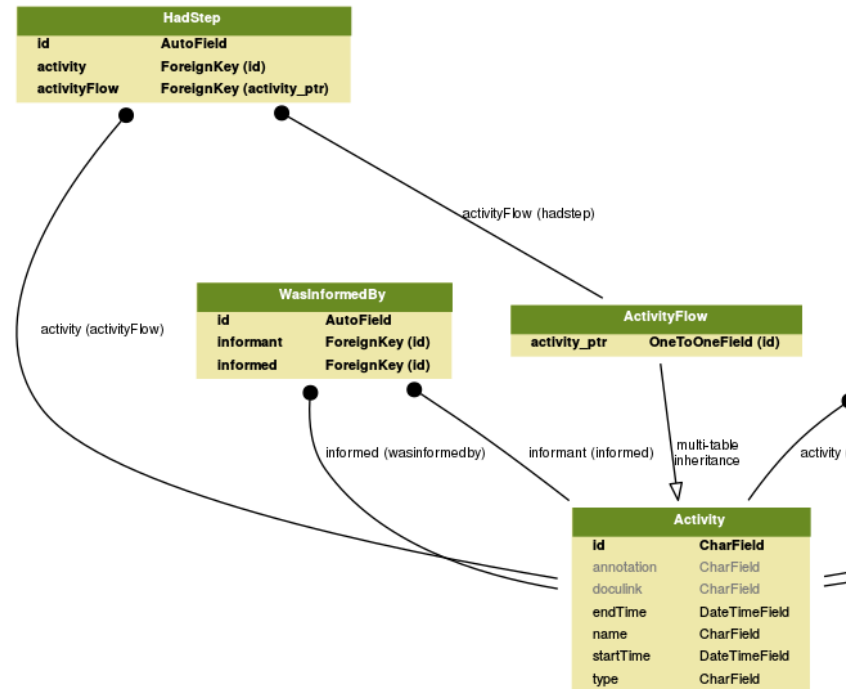 HadStep
id AutoField
activity ForeignKey (id)
activityFlow ForeignKey (activity_ptr)
activityFlow (hadstep)
WasInformedBy
id AutoField
informant ForeignKey (id)
informed ForeignKey (id)
ActivityFlow
activity_ptr OneToOneField (id)
activity (activityFlow)
informed (wasinformedby)
informant (informed)
multi-table
inheritance
activity (
Activity
id CharField
annotation CharField
doculink CharField
endTime DateTimeField
name CharField
startTime DateTimeField
type CharField